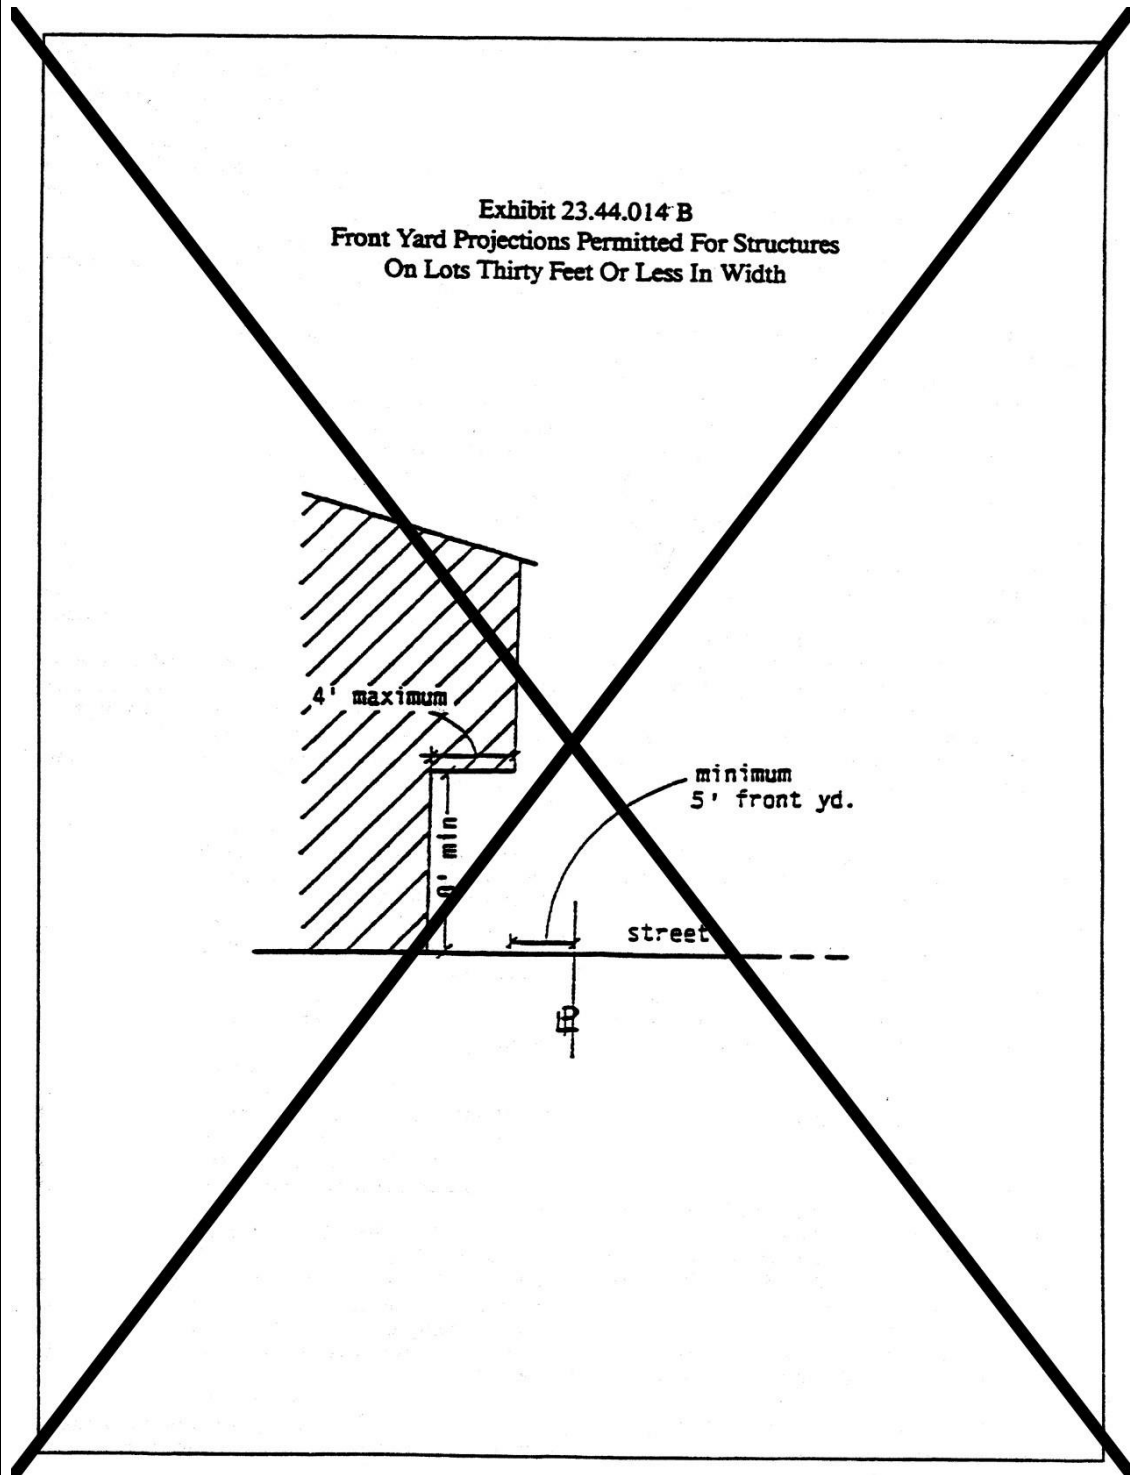 Exhibit 23.44.014 B
Front Yard Projections Permitted For Structures
On Lots Thirty Feet Or Less In Width
4' maximum
minimum
5' front yd.
min
street